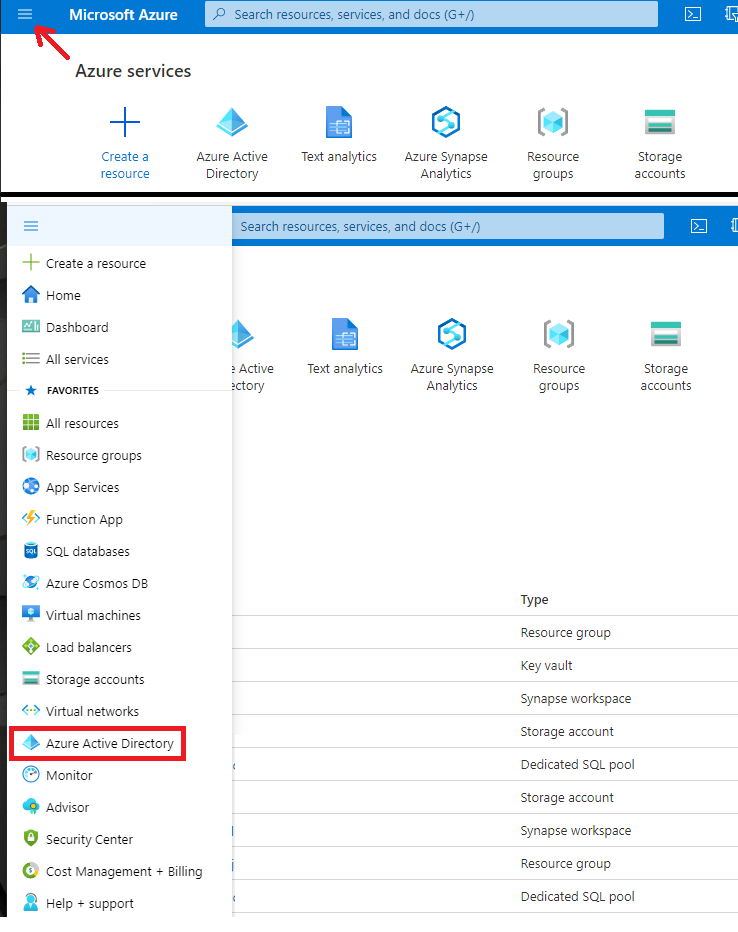 Microsoft Azure
Search resources, services, and docs (G+/)
Azure services
Create a
resource
Azure Active
Directory
Text analytics
Azure Synapse
Analytics
Resource
groups
Storage
accounts
Search resources, services, and docs (G+/)
Create a resource
Home
Dashboard
All services
FAVORITES
All resources
Resource groups
App Services
Function App
SQL databases
Azure Cosmos DB
Virtual machines
Load balancers
Storage accounts
Virtual networks
Azure Active Directory
Monitor
Advisor
Security Center
Cost Management + Billing
Help + support
e Active
ectory
Text analytics
Azure Synapse
Analytics
Resource
groups
Storage
accounts
Type
Resource group
Key vault
Synapse workspace
Storage account
Dedicated SQL pool
Storage account
Synapse workspace
Resource group
Dedicated SQL pool